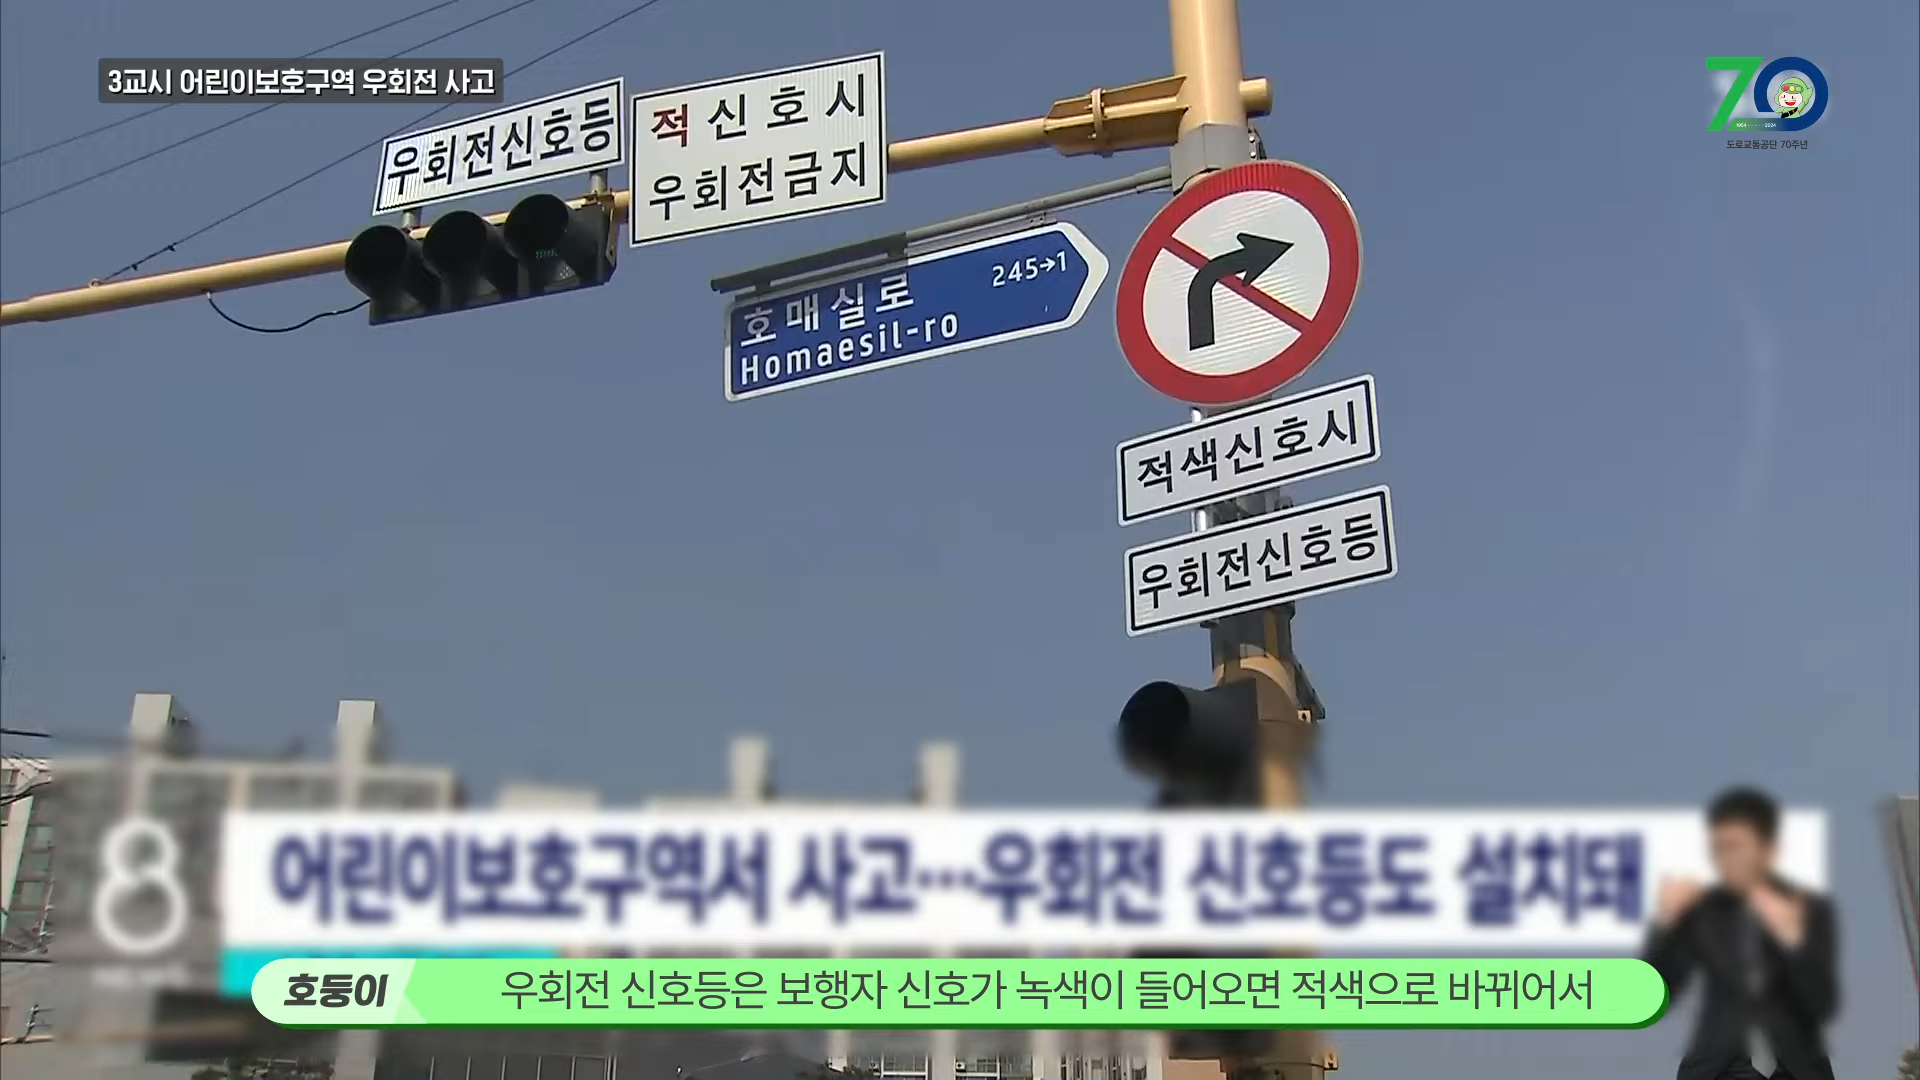 3교시 어린이보호구역 우회전 사고
우회전신호등
적신호시
우회전금지
70
도로교통공단 70주년
호매실로
245→1
Homaesil-ro
적색신호시
우회전신호등
8
NEWS
어린이보호구역서 사고…우회전 신호등도 설치돼
호둥이
우회전 신호등은 보행자 신호가 녹색이 들어오면 적색으로 바뀌어서